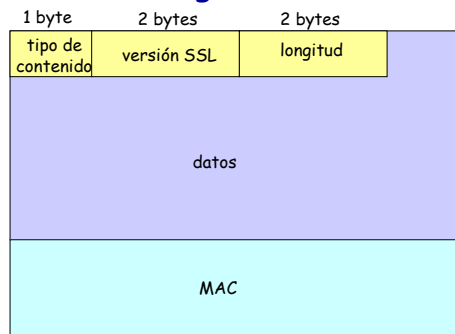 1 byte 2 bytes 2 bytes
tipo de contenido
versión SSL
longitud
datos
MAC